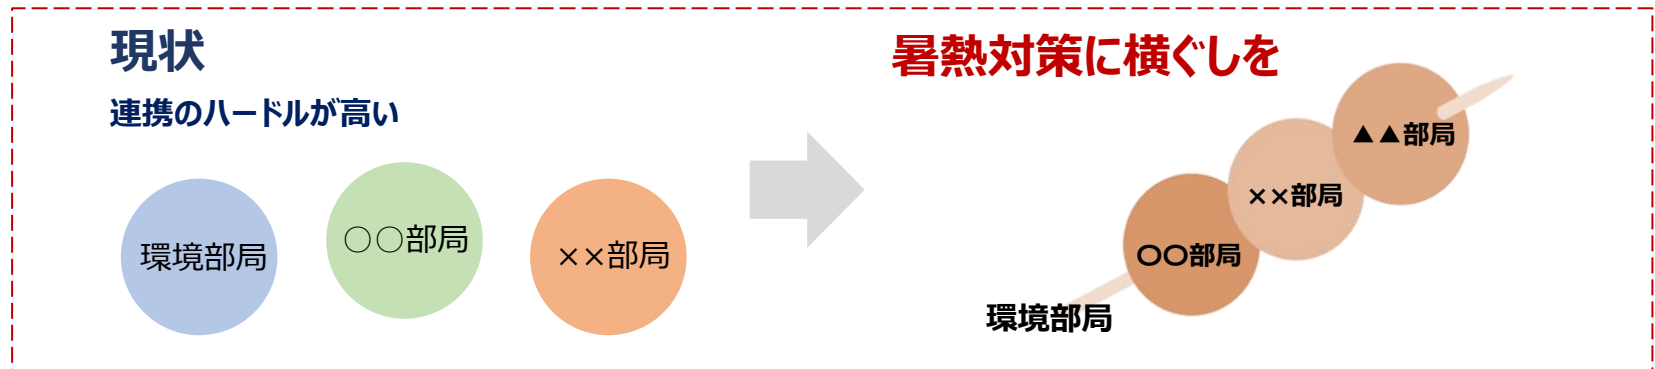 現状
連携のハードルが高い
環境部局
○○部局
××部局
暑熱対策に横ぐしを
▲▲部局
××部局
○○部局
環境部局